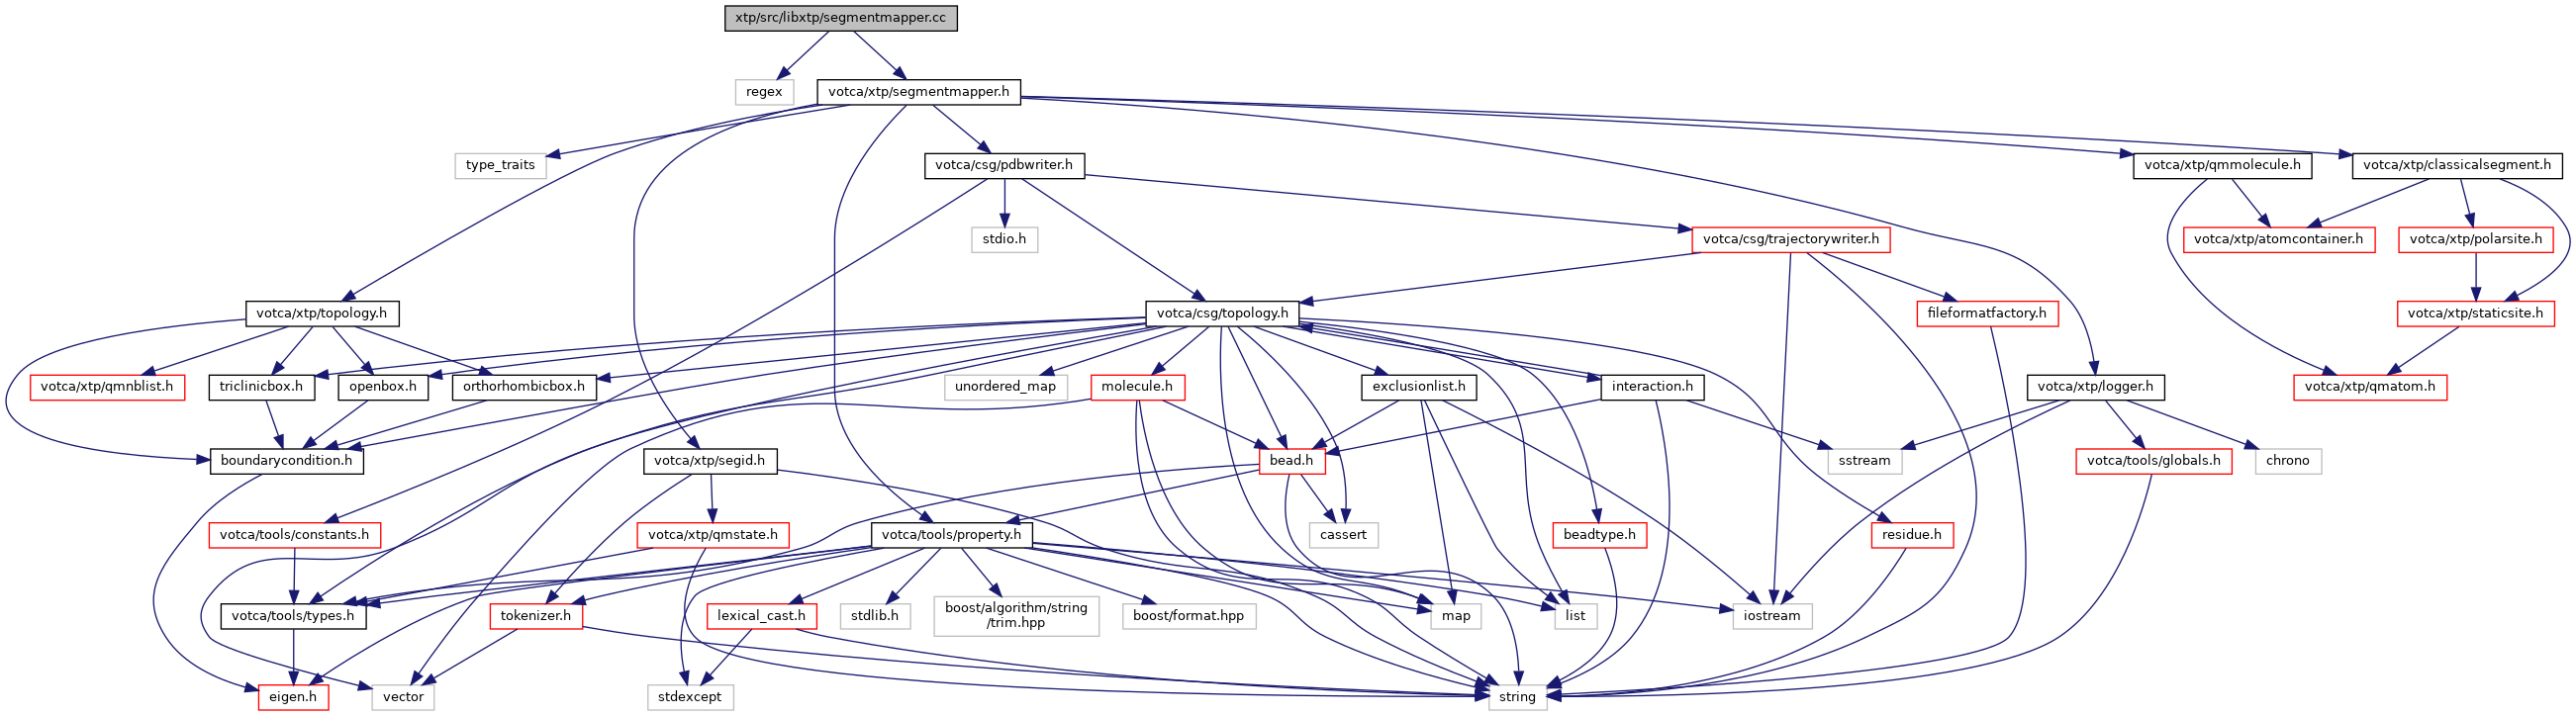 xtp/src/libxtp/segmentmapper.cc
regex
votca/xtp/segmentmapper.h
type_traits
votca/csg/pdbwriter.h
votca/xtp/qmmolecule.h
votca/xtp/classicalsegment.h
stdio.h
votca/csg/trajectorywriter.h
votca/xtp/atomcontainer.h
votca/xtp/polarsite.h
votca/xtp/topology.h
votca/csg/topology.h
fileformatfactory.h
votca/xtp/staticsite.h
votca/xtp/qmnblist.h
triclinicbox.h
openbox.h
orthorhombicbox.h
unordered_map
molecule.h
exclusionlist.h
interaction.h
votca/xtp/logger.h
votca/xtp/qmatom.h
boundarycondition.h
votca/xtp/segid.h
bead.h
sstream
votca/tools/globals.h
chrono
votca/tools/constants.h
votca/xtp/qmstate.h
votca/tools/property.h
cassert
beadtype.h
residue.h
votca/tools/types.h
tokenizer.h
lexical_cast.h
stdlib.h
boost/algorithm/string
/trim.hpp
boost/format.hpp
map
list
iostream
eigen.h
vector
stdexcept
string